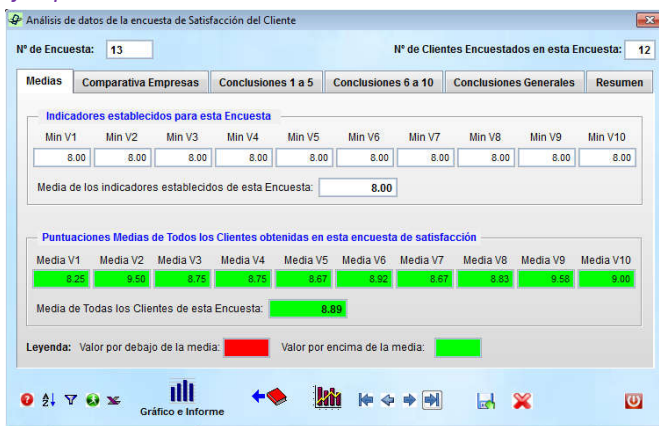 Análisis de datos de la encuesta de Satisfacción del Cliente
Nº de Encuesta: 13 Nº de Clientes Encuestados en esta Encuesta: 12
Medias Comparativa Empresas Conclusiones 1 a 5 Conclusiones 6 a 10 Conclusiones Generales Resumen
Indicadores establecidos para esta Encuesta
Min V1 Min V2 Min V3 Min V4 Min V5 Min V6 Min V7 Min V8 Min V9 Min V10
8.00 8.00 8.00 8.00 8.00 8.00 8.00 8.00 8.00 8.00
Media de los indicadores establecidos de esta Encuesta: 8.00
Puntuaciones Medias de Todos los Clientes obtenidas en esta encuesta de satisfacción
Media V1 Media V2 Media V3 Media V4 Media V5 Media V6 Media V7 Media V8 Media V9 Media V10
8.25 9.50 8.75 8.75 8.67 8.92 8.67 8.83 9.58 9.00
Media de Todas los Clientes de esta Encuesta: 8.89
Leyenda: Valor por debajo de la media: Valor por encima de la media:
Gráfico e Informe